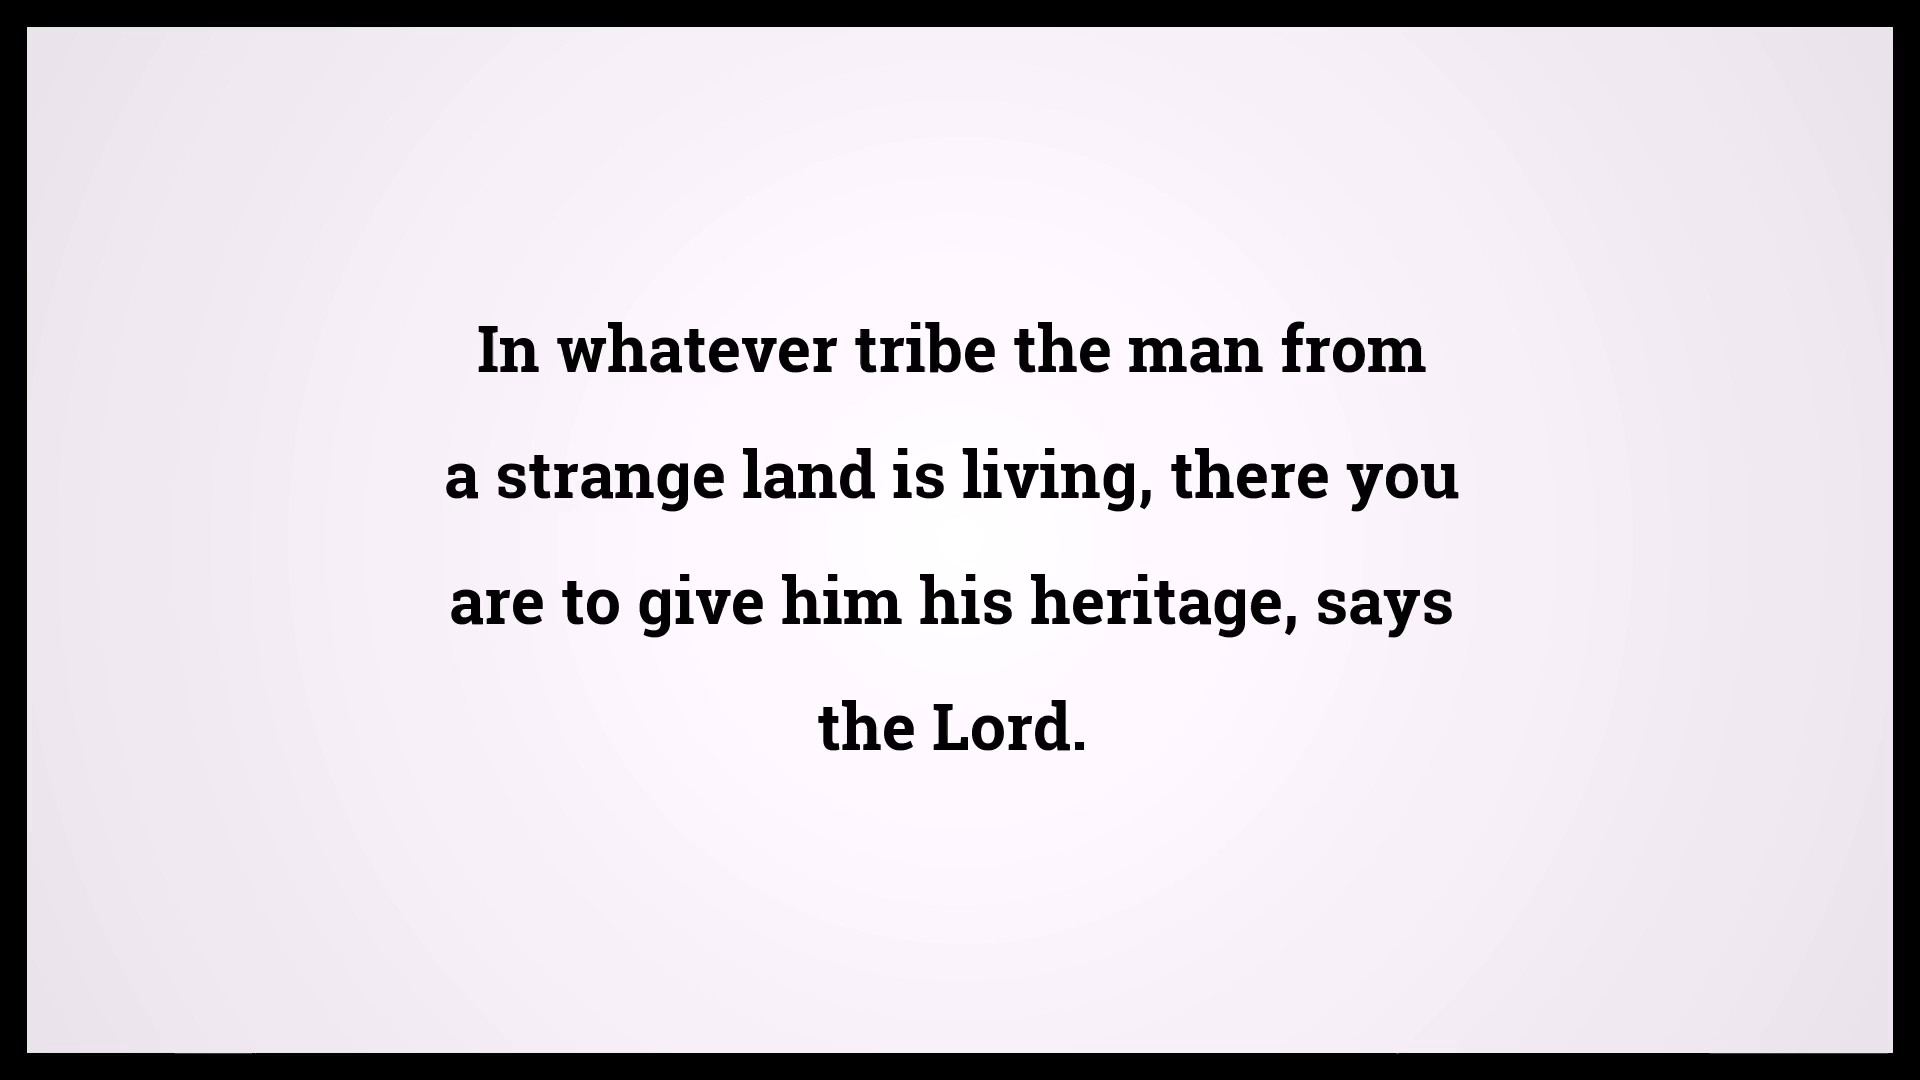 In whatever tribe the man from
a strange land is living, there you
are to give him his heritage, says
the Lord.